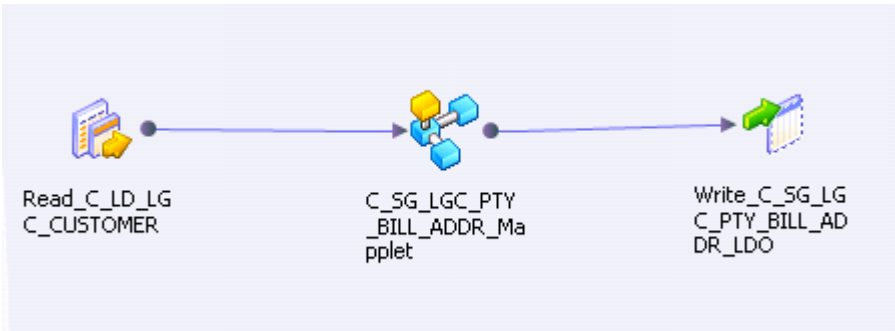 Read_C_LD_LG
C_CUSTOMER
C_SG_LGC_PTY
_BILL_ADDR_Ma
pplet
Write_C_SG_LG
C_PTY_BILL_AD
DR_LDO